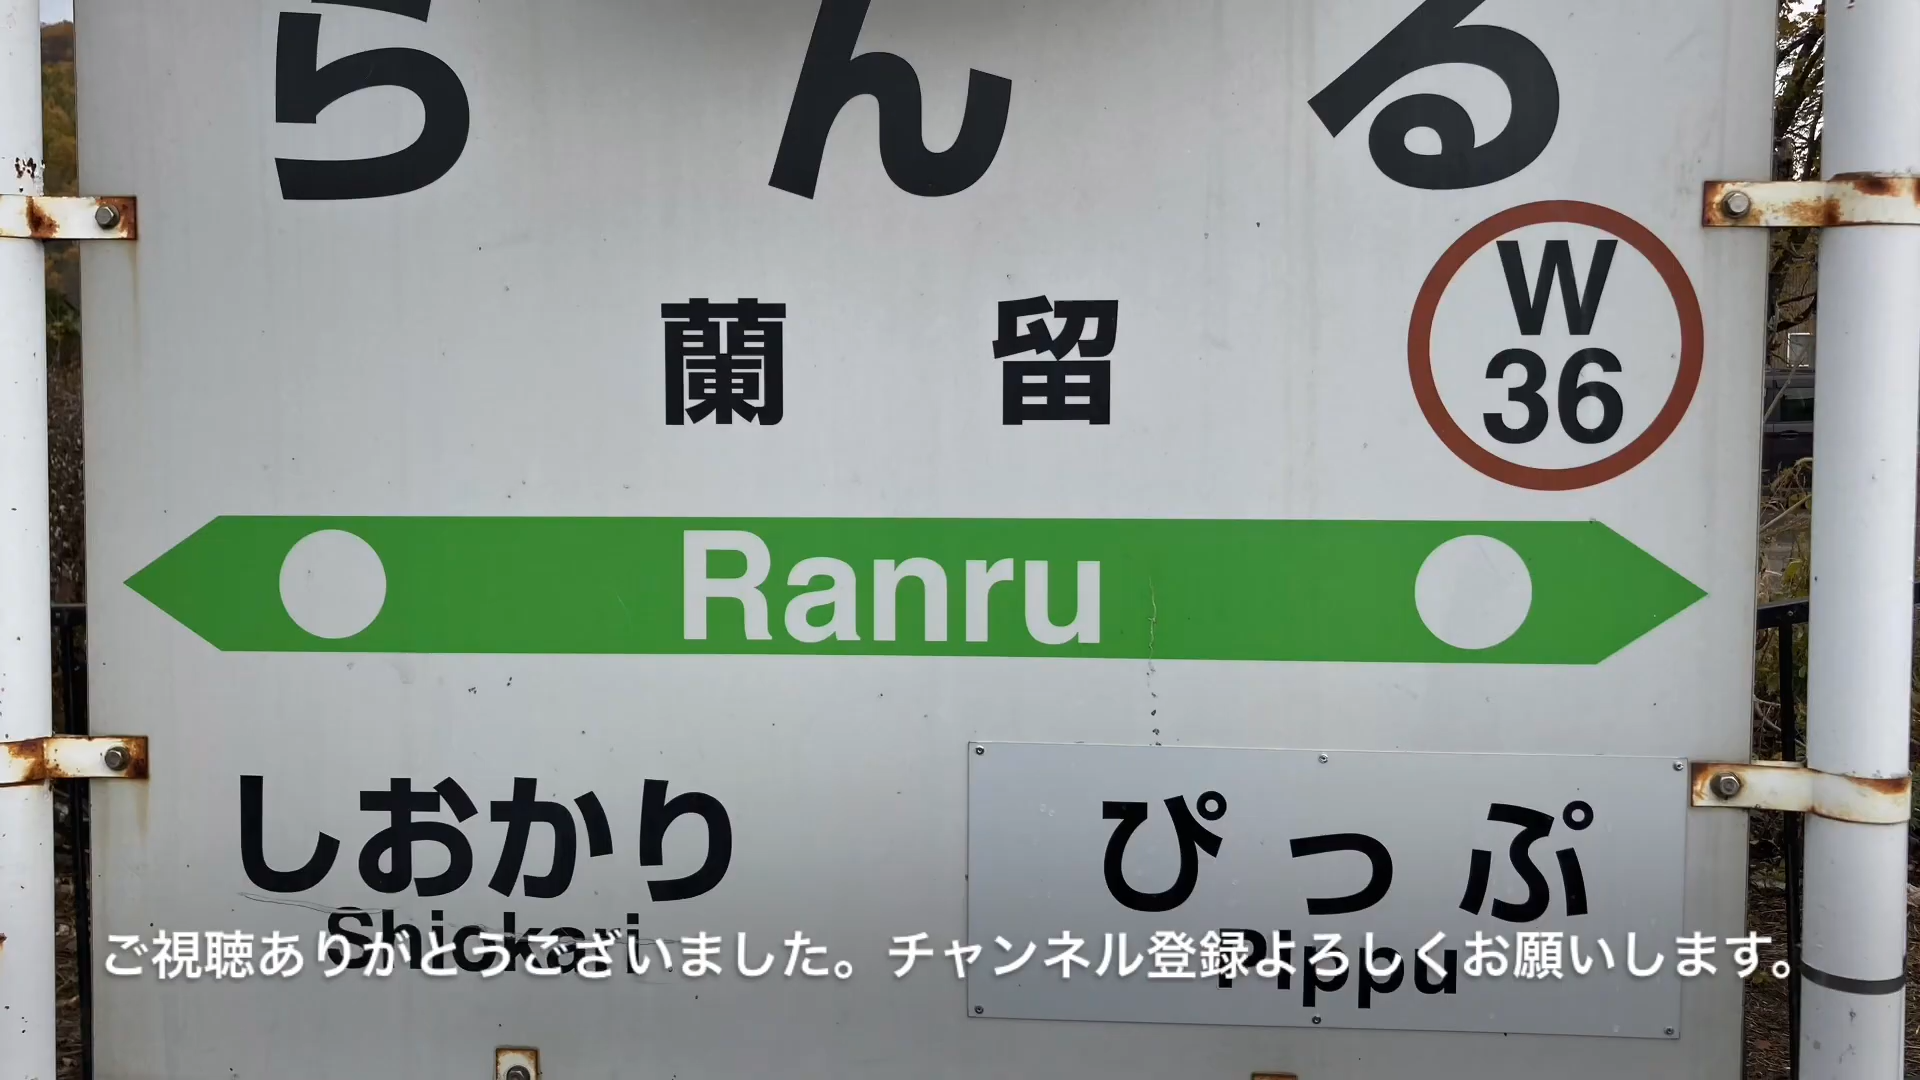 らんる
蘭留
W
36
Ranru
しおかり
ぴっぷ
Shiokari
Pippu
ご視聴ありがとうございました。チャンネル登録よろしくお願いします。